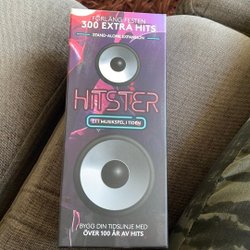 FÖRLÄNG FESTEN
300 EXTRA HITS
STAND-ALONE EXPANSION
HITSTER
ETT MUSIKSPEL I TIDEN
BYGG DIN TIDSLINJE MED
ÖVER 100 ÅR AV HITS